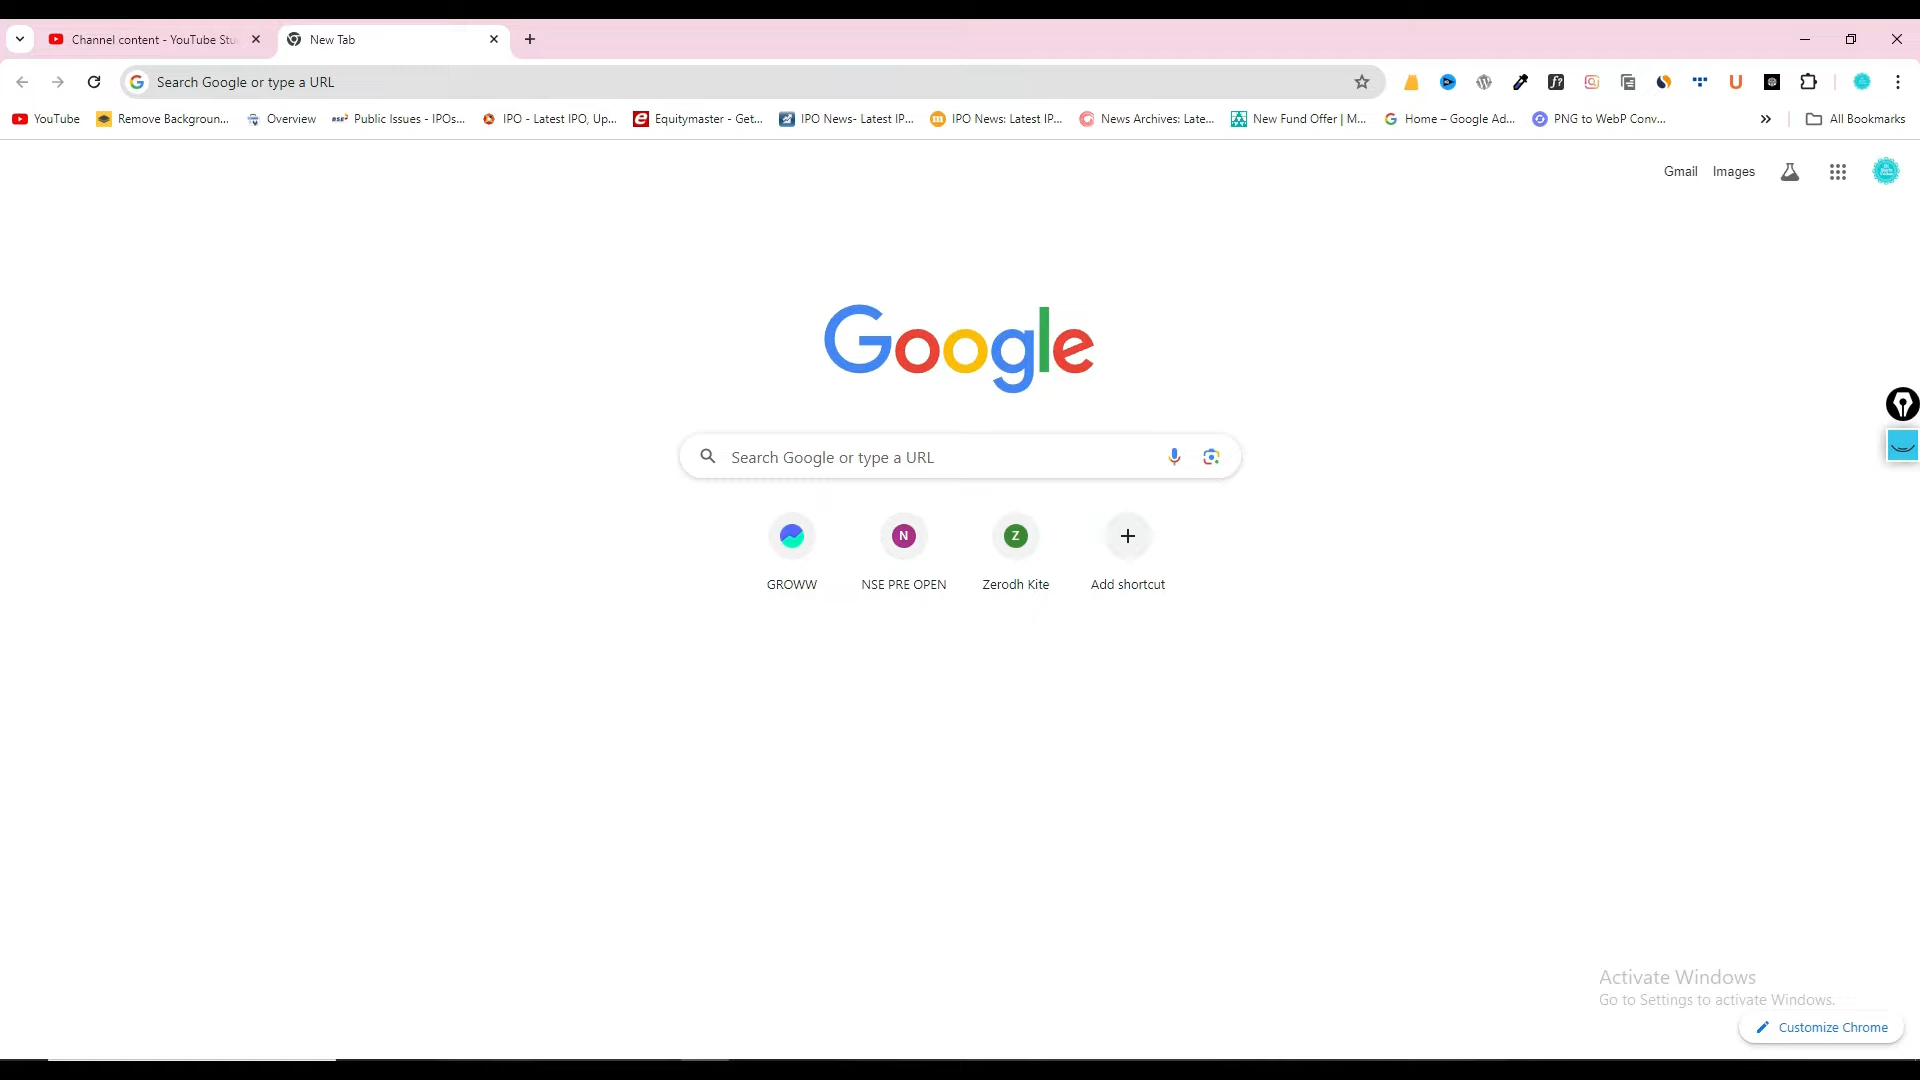 Channel content - YouTube Stu
New Tab
Search Google or type a URL
YouTube
Remove Backgroun...
Overview
Public Issues - IPOs...
IPO - Latest IPO, Up...
Equitymaster - Get...
IPO News- Latest IP...
IPO News: Latest IP...
News Archives: Late...
New Fund Offer | M...
Home – Google Ad...
PNG to WebP Conv...
All Bookmarks
Gmail
Images
Google
Search Google or type a URL
N
Z
GROWW
NSE PRE OPEN
Zerodh Kite
Add shortcut
Activate Windows
Go to Settings to activate Windows.
Customize Chrome